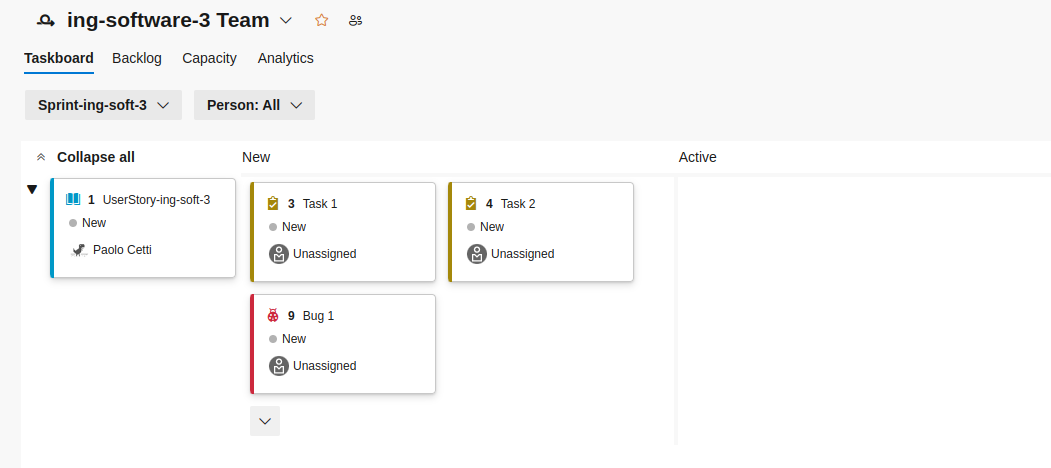 ing-software-3 Team
Taskboard Backlog Capacity Analytics
Sprint-ing-soft-3 Person: All
Collapse all New Active
1 UserStory-ing-soft-3
New
Paolo Cetti
3 Task 1
New
Unassigned
4 Task 2
New
Unassigned
9 Bug 1
New
Unassigned